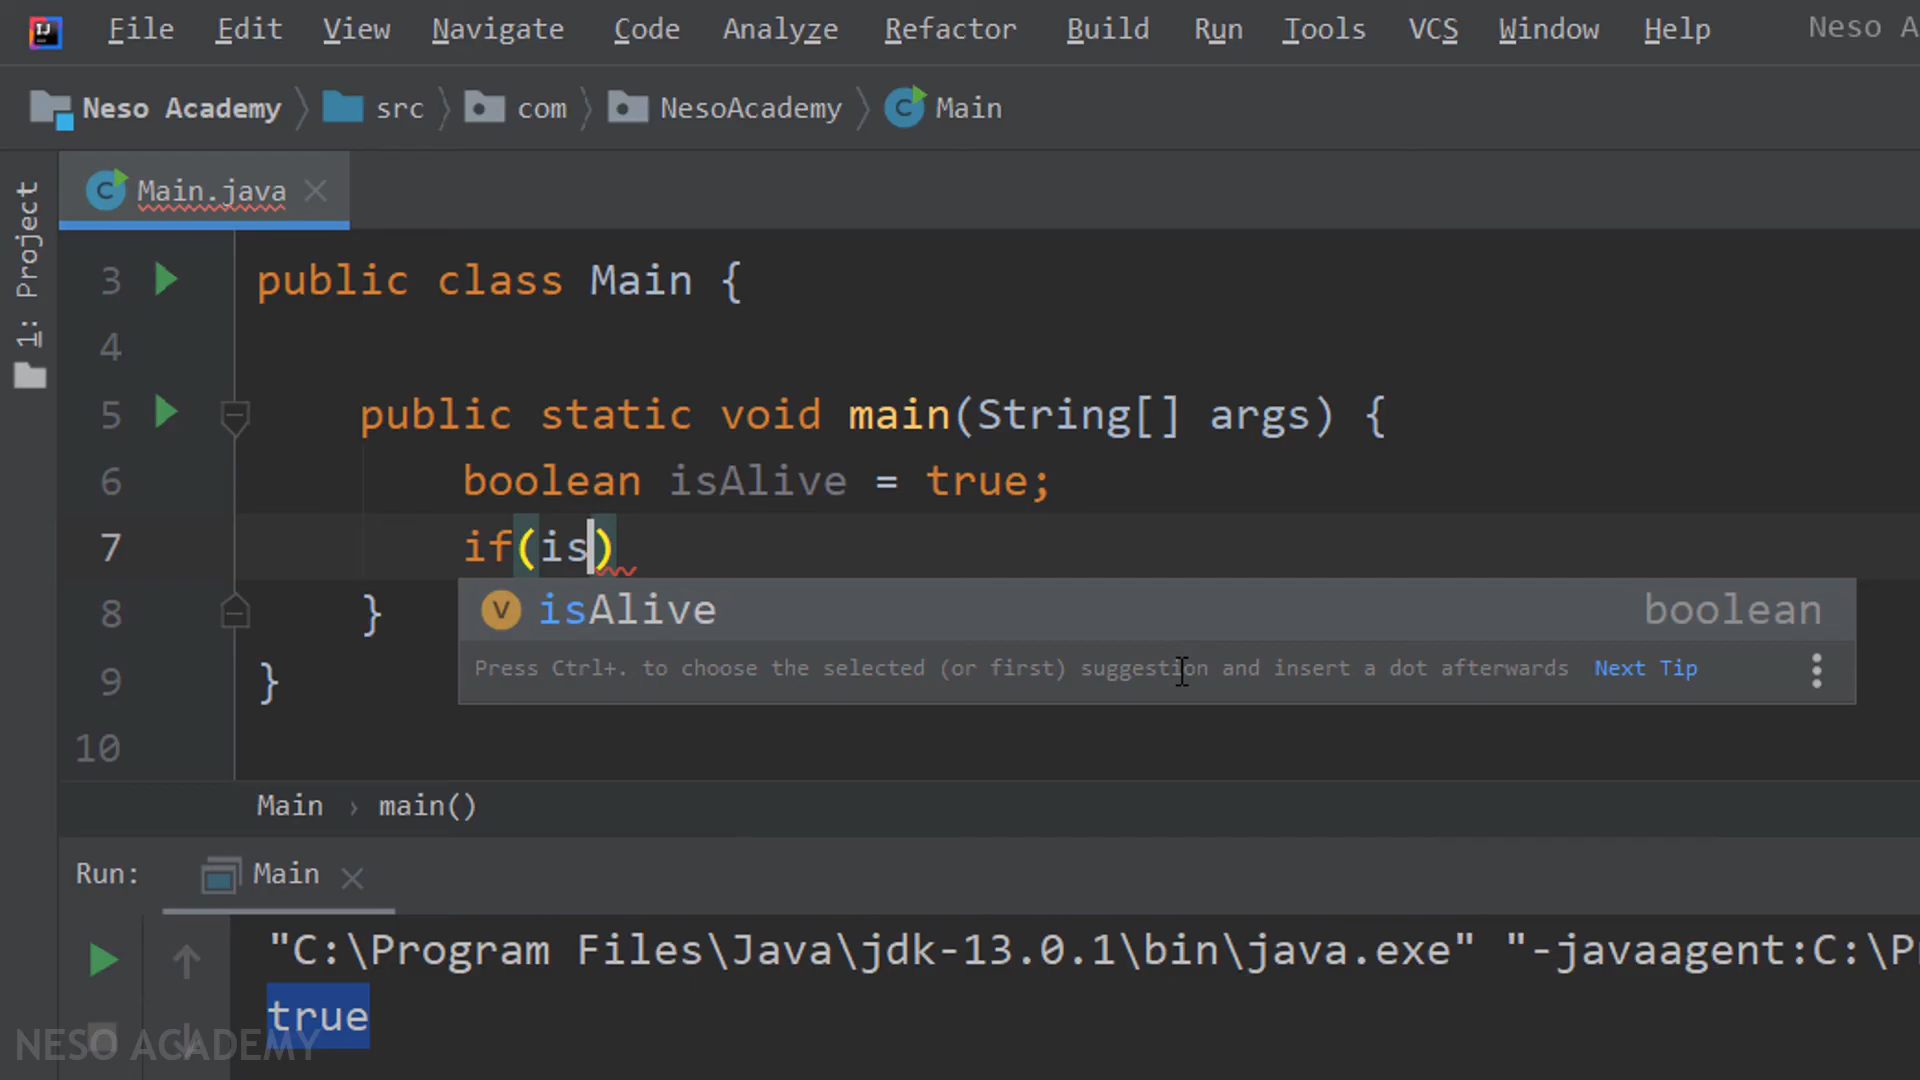 File Edit View Navigate Code Analyze Refactor Build Run Tools VCS Window Help Neso A
Neso Academy src com NesoAcademy Main
1: Project
Main.java
3 public class Main {
4
5 public static void main(String[] args) {
6 boolean isAlive = true;
7 if(is)
isAlive boolean
Press Ctrl+. to choose the selected (or first) suggestion and insert a dot afterwards Next Tip
8 }
9 }
10
Main › main()
Run: Main
"C:\Program Files\Java\jdk-13.0.1\bin\java.exe" "-javaagent:C:\P
true
NESO ACADEMY